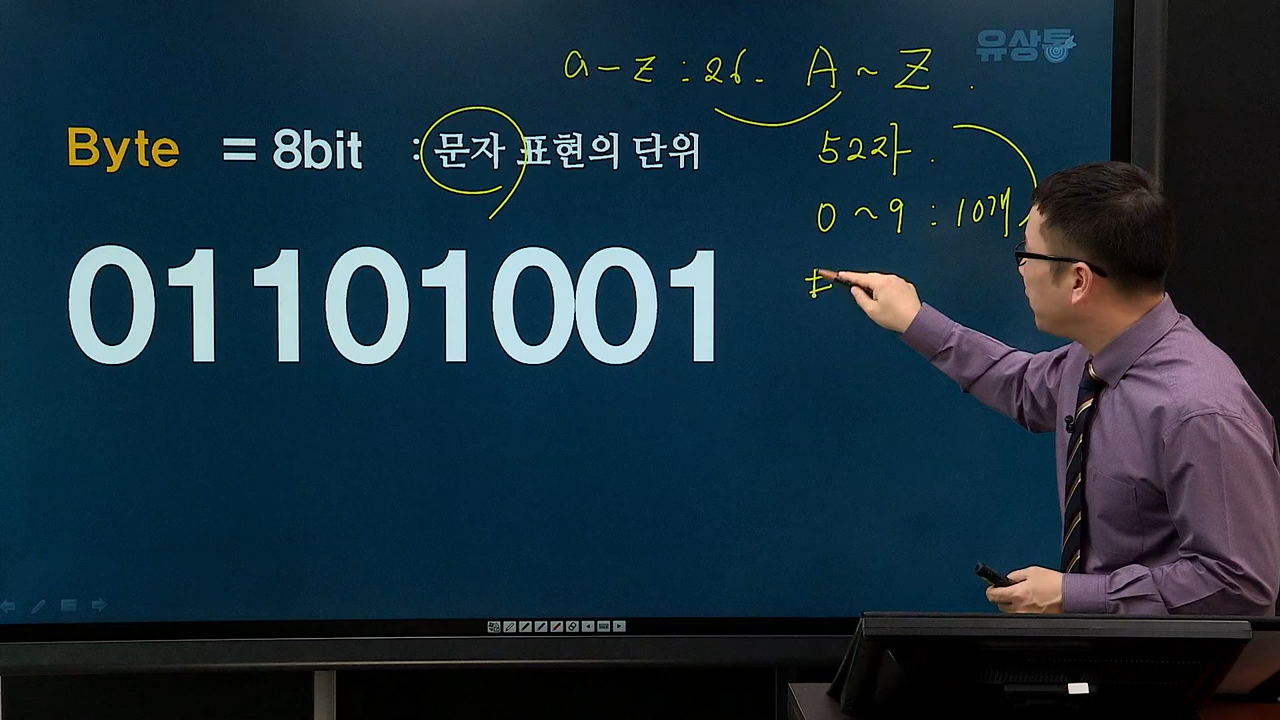 유상통
a-z : 26. A ~ Z .
Byte = 8bit : 문자 표현의 단위
52자 .
0 ~ 9 : 10개
01101001